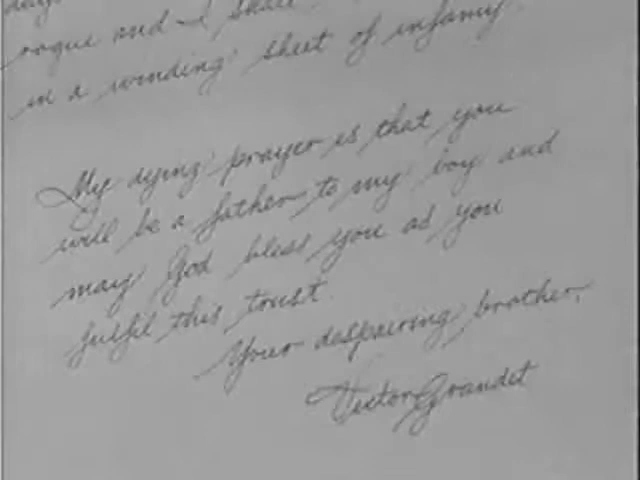 days
rogue and I shall
in a winding sheet of infamy
My dying prayer is that you
will be a father to my boy and
may God bless you as you
fulfil this trust
Your despairing brother,
Victor Grandet